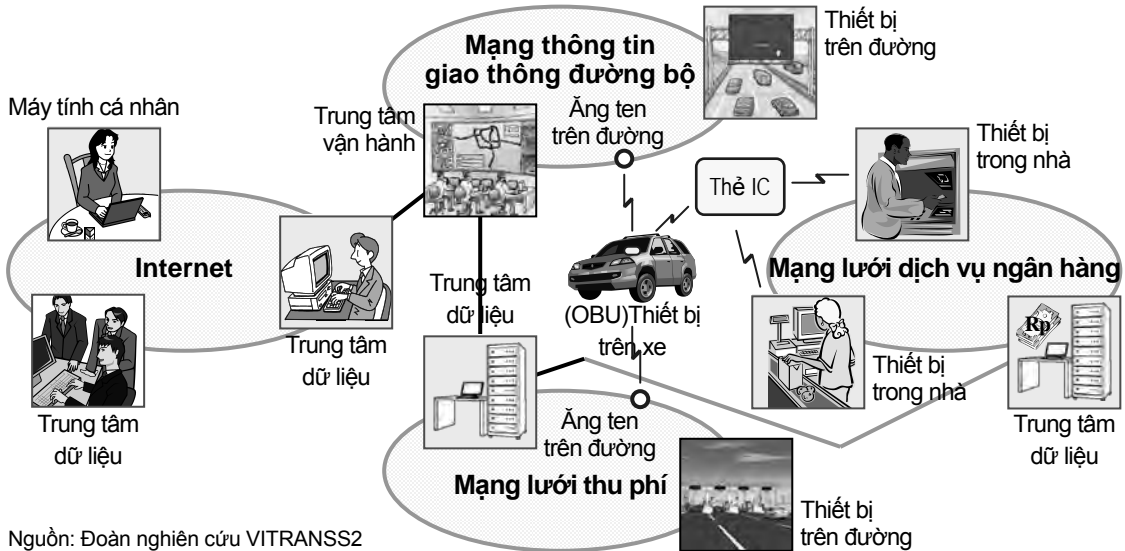 Mạng thông tin
giao thông đường bộ
Thiết bị
trên đường
Máy tính cá nhân
Trung tâm
vận hành
Ăng ten
trên đường
Thẻ IC
Thiết bị
trong nhà
Internet
Trung tâm
dữ liệu
Mạng lưới dịch vụ ngân hàng
(OBU)Thiết bị
trên xe
Rp
Trung tâm
dữ liệu
Thiết bị
trong nhà
Trung tâm
dữ liệu
Ăng ten
trên đường
Trung tâm
dữ liệu
Mạng lưới thu phí
Thiết bị
trên đường
Nguồn: Đoàn nghiên cứu VITRANSS2